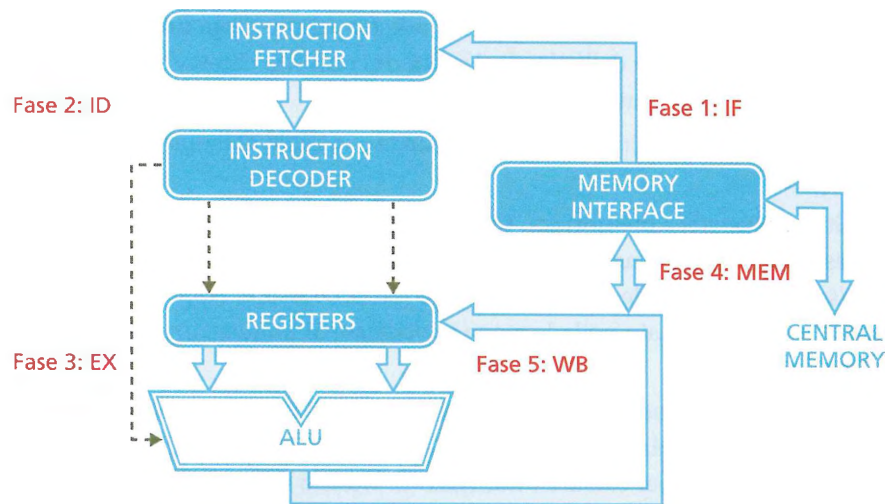 INSTRUCTION
FETCHER
Fase 2: ID
Fase 1: IF
INSTRUCTION
DECODER
MEMORY
INTERFACE
Fase 4: MEM
REGISTERS
CENTRAL
MEMORY
Fase 3: EX
Fase 5: WB
ALU